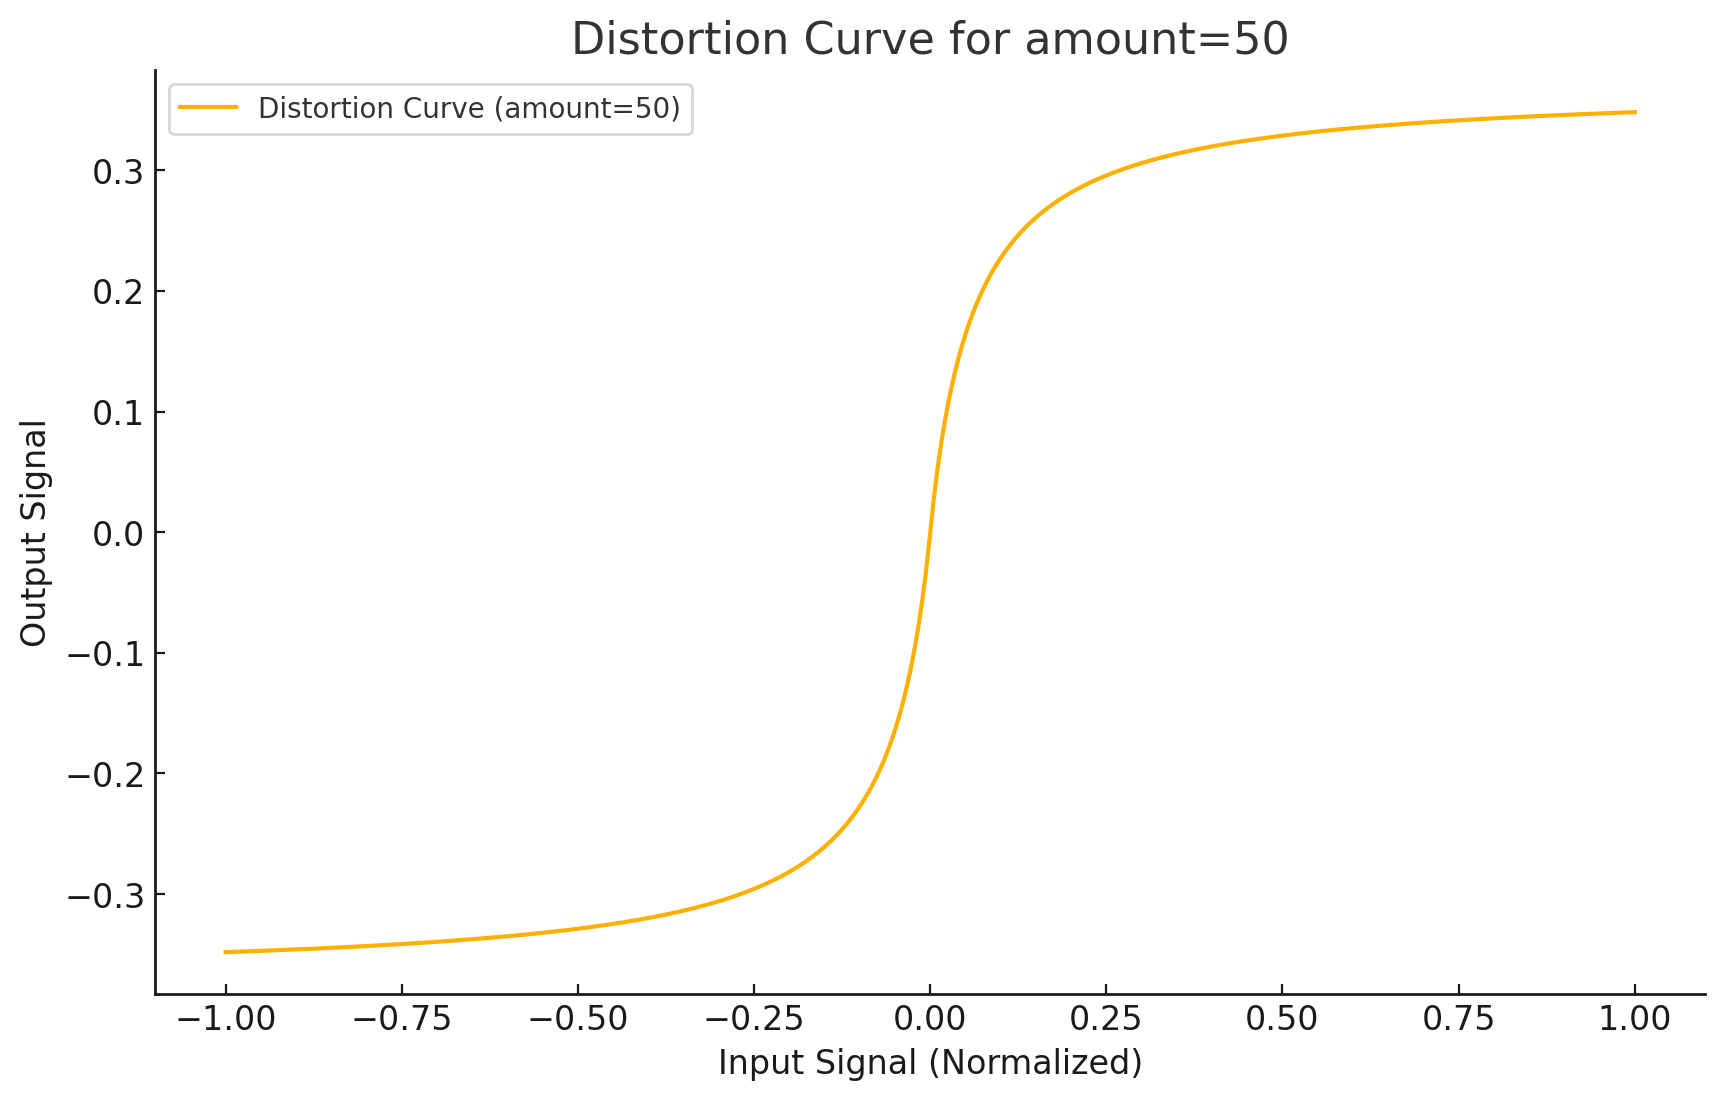 Distortion Curve for amount=50
Distortion Curve (amount=50)
0.3
0.2
0.1
0.0
−0.1
−0.2
−0.3
Output Signal
−1.00 −0.75 −0.50 −0.25 0.00 0.25 0.50 0.75 1.00
Input Signal (Normalized)